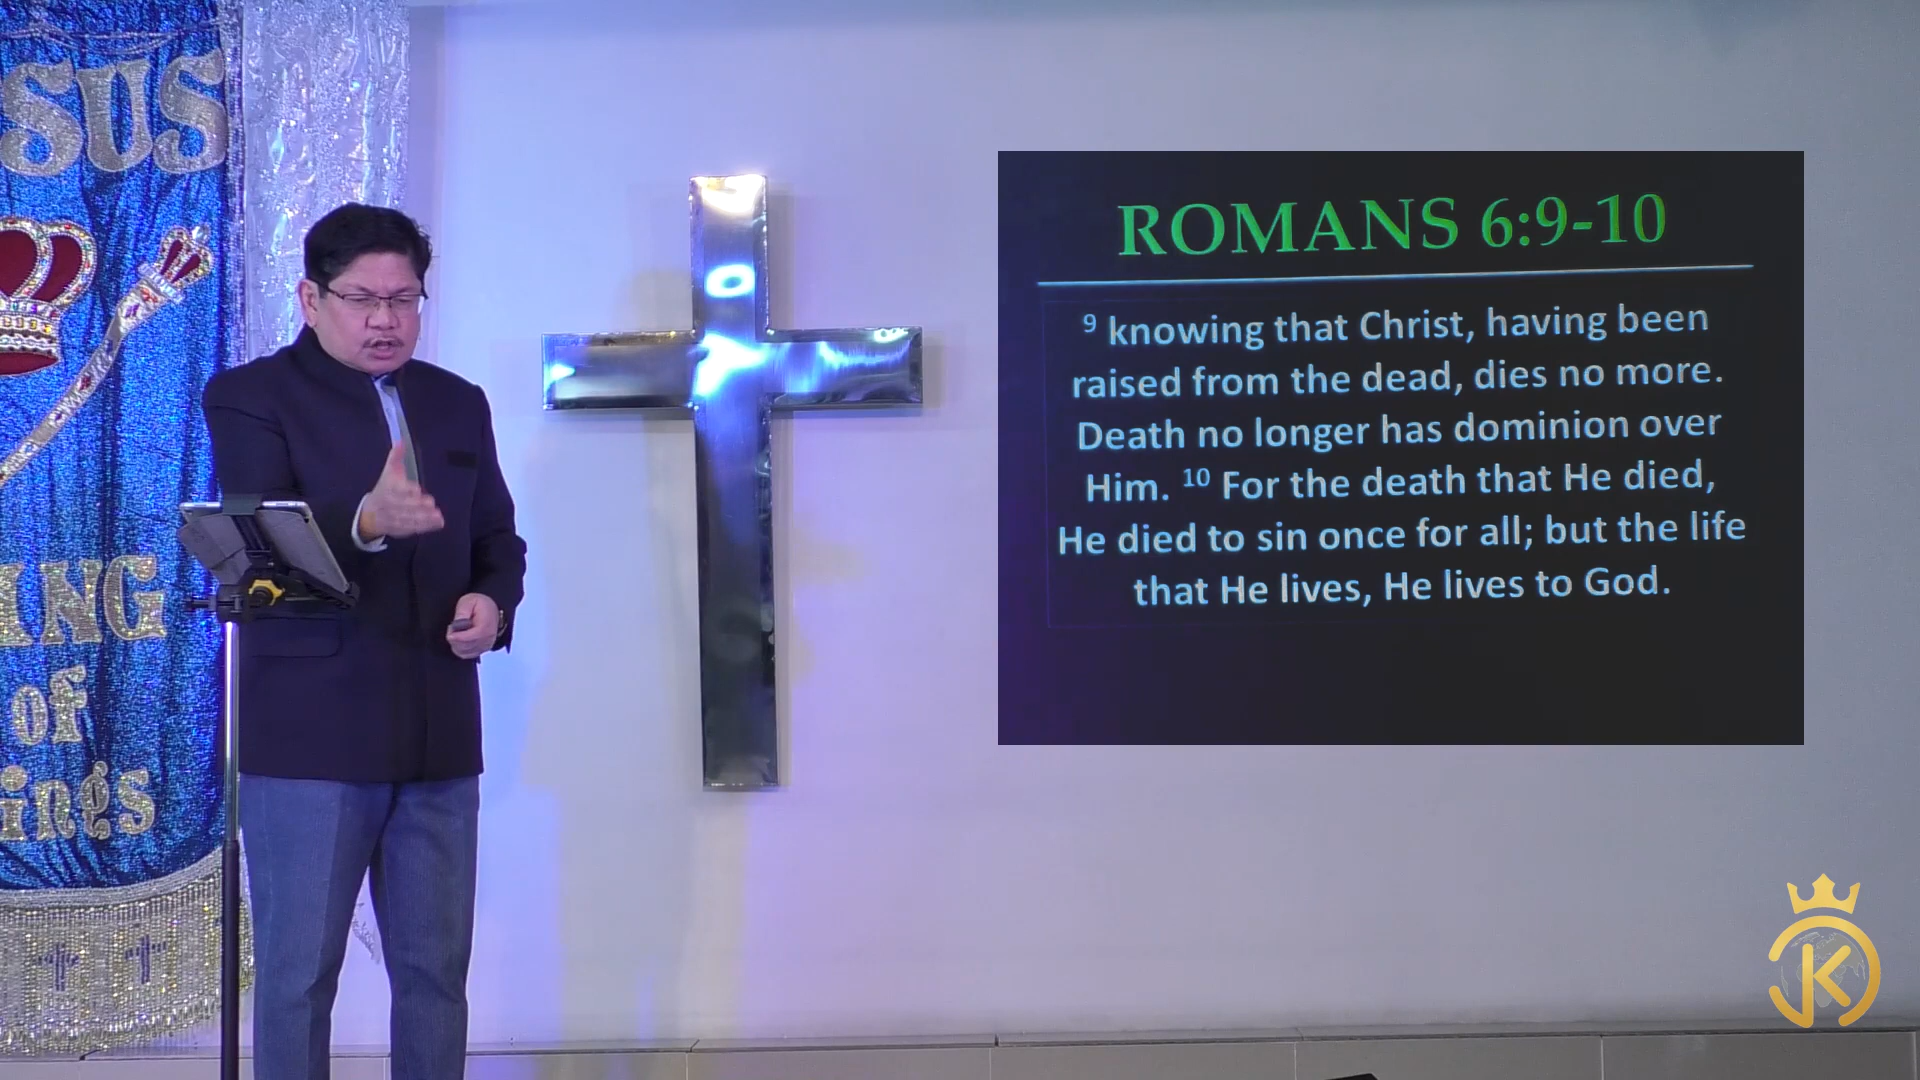 SUS
ING
of
ings
ROMANS 6:9-10
9 knowing that Christ, having been
raised from the dead, dies no more.
Death no longer has dominion over
Him. 10 For the death that He died,
He died to sin once for all; but the life
that He lives, He lives to God.
K